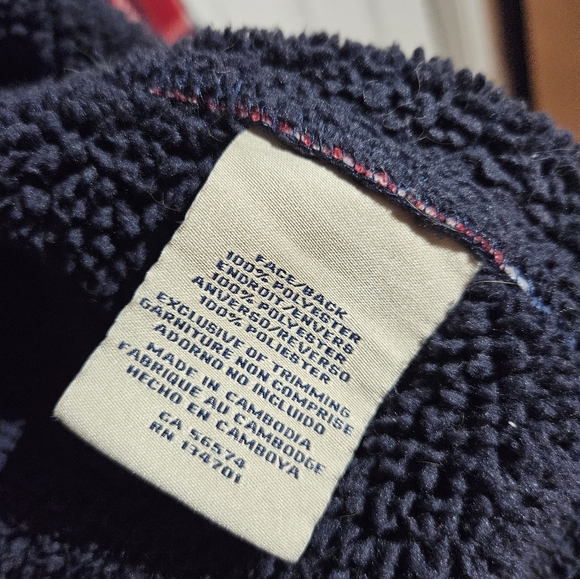 FACE/BACK
100% POLYESTER
ENDROIT/ENVERS
100% POLYESTER
ANVERSO/REVERSO
100% POLIESTER
EXCLUSIVE OF TRIMMING
GARNITURE NON COMPRISE
ADORNO NO INCLUIDO
MADE IN CAMBODIA
FABRIQUE AU CAMBODGE
HECHO EN CAMBOYA
CA 56574
RN 134701